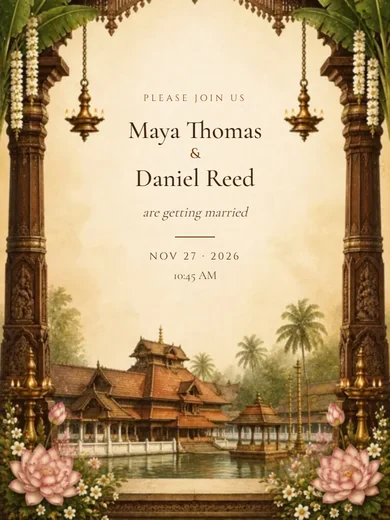 PLEASE JOIN US
Maya Thomas
&
Daniel Reed
are getting married
NOV 27 · 2026
10:45 AM